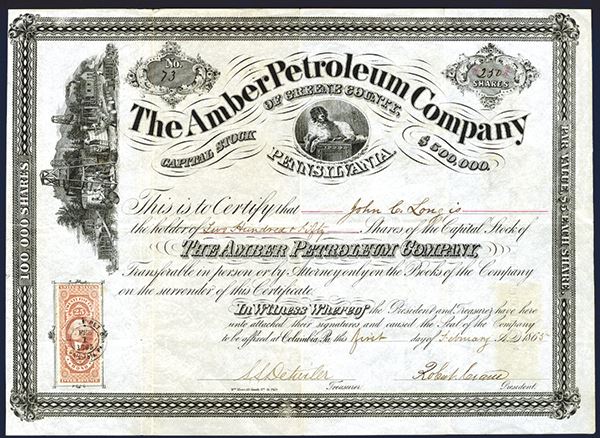 No. 73
250 SHARES
The Amber Petroleum Company
OF GREENE COUNTY,
PENNSYLVANIA.
CAPITAL STOCK
$500,000.
100,000 SHARES
PAR VALUE $5 EACH SHARE.
This is to Certify that John C. Long is
the holder of Two Hundred & Fifty Shares of the Capital Stock of
THE AMBER PETROLEUM COMPANY,
Transferable in person or by Attorney only on the Books of the Company
on the surrender of this Certificate.
In Witness Whereof the President and Treasurer have here
unto attached their signatures and caused the Seal of the Company
to be affixed at Columbia, Pa. this first day of February A.D. 1865
Treasurer.
Robert Crane
President.
25